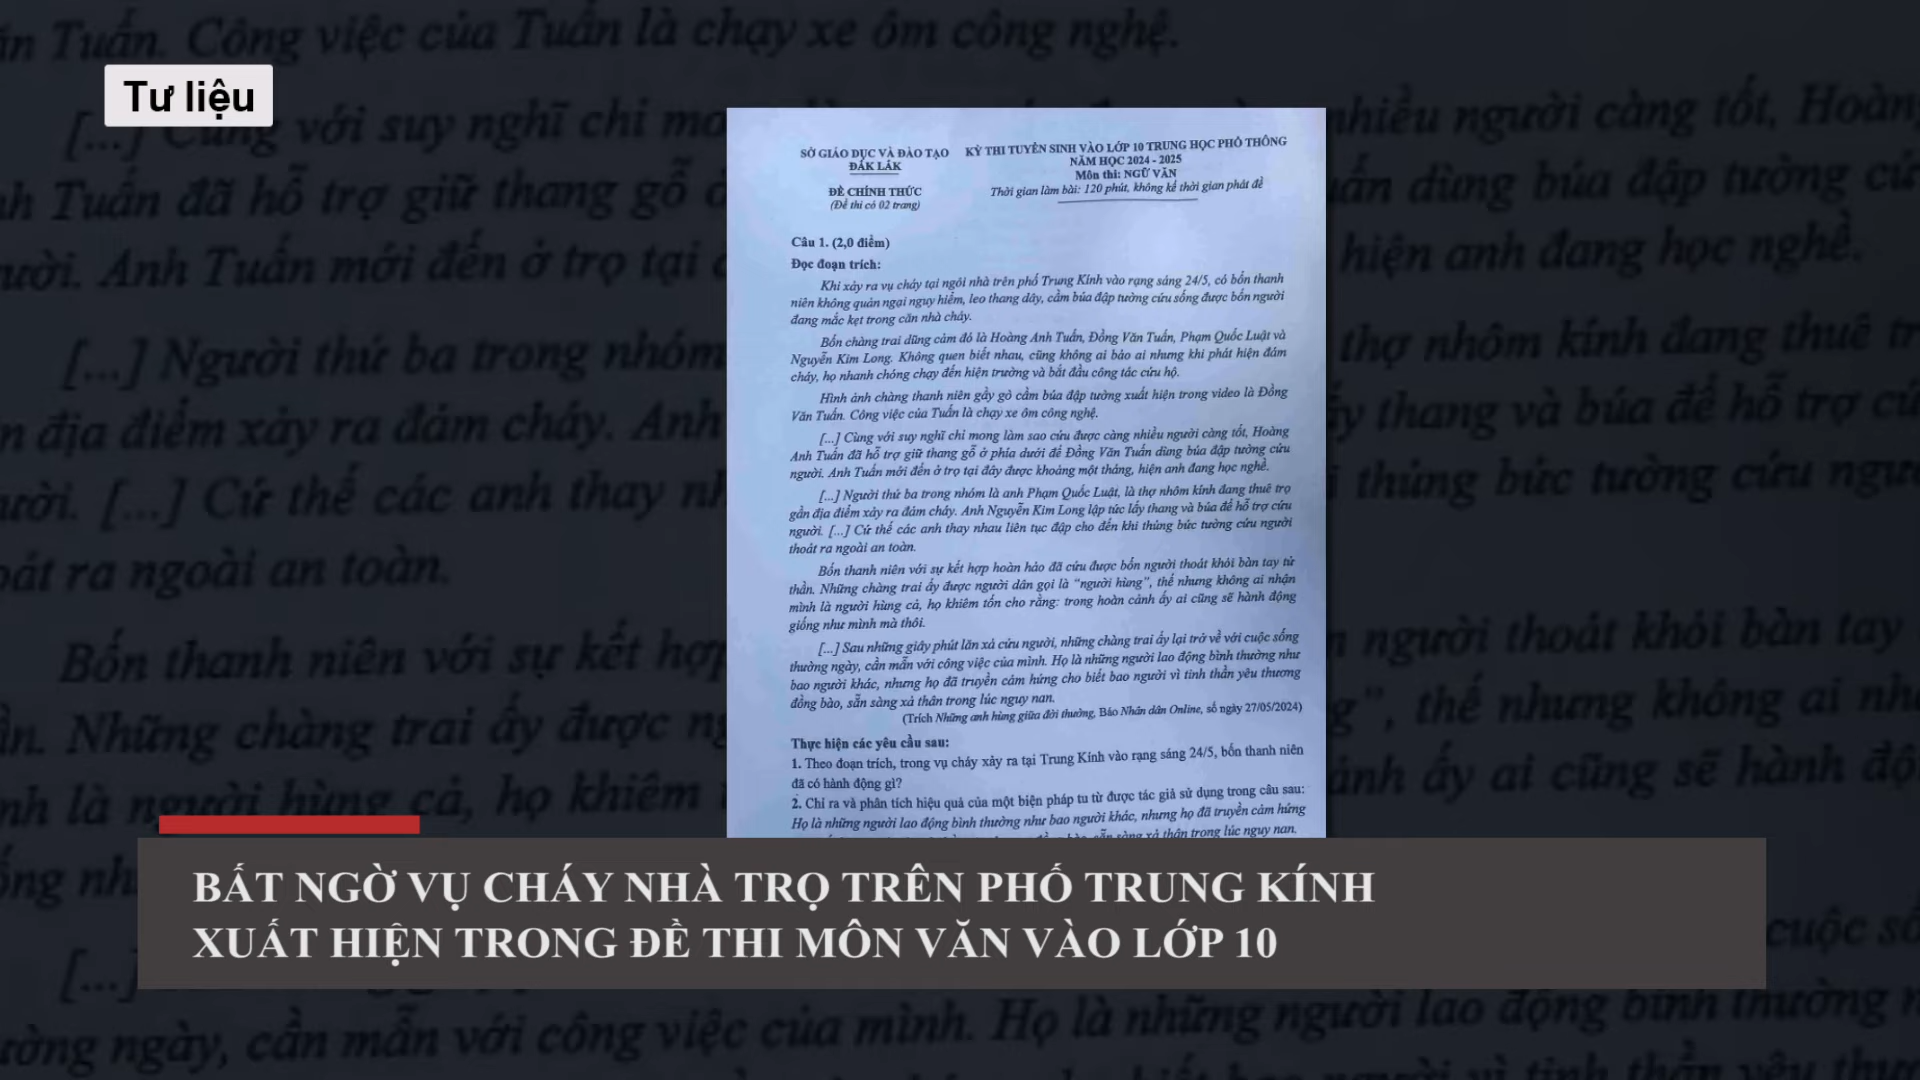 Tư liệu
SỞ GIÁO DỤC VÀ ĐÀO TẠO
ĐẮK LẮK
ĐỀ CHÍNH THỨC
(Đề thi có 02 trang)
KỲ THI TUYỂN SINH VÀO LỚP 10 TRUNG HỌC PHỔ THÔNG
NĂM HỌC 2024 - 2025
Môn thi: NGỮ VĂN
Thời gian làm bài: 120 phút, không kể thời gian phát đề
Câu 1. (2,0 điểm)
Đọc đoạn trích:
Khi xảy ra vụ cháy tại ngôi nhà trên phố Trung Kính vào rạng sáng 24/5, có bốn thanh
niên không quản ngại nguy hiểm, leo thang dây, cầm búa đập tường cứu sống được bốn người
đang mắc kẹt trong căn nhà cháy.
Bốn chàng trai dũng cảm đó là Hoàng Anh Tuấn, Đồng Văn Tuấn, Phạm Quốc Luật và
Nguyễn Kim Long. Không quen biết nhau, cũng không ai bảo ai nhưng khi phát hiện đám
cháy, họ nhanh chóng chạy đến hiện trường và bắt đầu công tác cứu hộ.
Hình ảnh chàng thanh niên gầy gò cầm búa đập tường xuất hiện trong video là Đồng
Văn Tuấn. Công việc của Tuấn là chạy xe ôm công nghệ.
[...] Cùng với suy nghĩ chỉ mong làm sao cứu được càng nhiều người càng tốt, Hoàng
Anh Tuấn đã hỗ trợ giữ thang gỗ ở phía dưới để Đồng Văn Tuấn dùng búa đập tường cứu
người. Anh Tuấn mới đến ở trọ tại đây được khoảng một tháng, hiện anh đang học nghề.
[...] Người thứ ba trong nhóm là anh Phạm Quốc Luật, là thợ nhôm kính đang thuê trọ
gần địa điểm xảy ra đám cháy. Anh Nguyễn Kim Long lập tức lấy thang và búa để hỗ trợ cứu
người. [...] Cứ thế các anh thay nhau liên tục đập cho đến khi thủng bức tường cứu người
thoát ra ngoài an toàn.
Bốn thanh niên với sự kết hợp hoàn hảo đã cứu được bốn người thoát khỏi bàn tay tử
thần. Những chàng trai ấy được người dân gọi là “người hùng”, thế nhưng không ai nhận
mình là người hùng cả, họ khiêm tốn cho rằng: trong hoàn cảnh ấy ai cũng sẽ hành động
giống như mình mà thôi.
[...] Sau những giây phút lăn xả cứu người, những chàng trai ấy lại trở về với cuộc sống
thường ngày, cần mẫn với công việc của mình. Họ là những người lao động bình thường như
bao người khác, nhưng họ đã truyền cảm hứng cho biết bao người vì tinh thần yêu thương
đồng bào, sẵn sàng xả thân trong lúc nguy nan.
(Trích Những anh hùng giữa đời thường, Báo Nhân dân Online, số ngày 27/05/2024)
Thực hiện các yêu cầu sau:
1. Theo đoạn trích, trong vụ cháy xảy ra tại Trung Kính vào rạng sáng 24/5, bốn thanh niên
đã có hành động gì?
2. Chỉ ra và phân tích hiệu quả của một biện pháp tu từ được tác giả sử dụng trong câu sau:
Họ là những người lao động bình thường như bao người khác, nhưng họ đã truyền cảm hứng
sẵn sàng xả thân trong lúc nguy nan.
BẤT NGỜ VỤ CHÁY NHÀ TRỌ TRÊN PHỐ TRUNG KÍNH
XUẤT HIỆN TRONG ĐỀ THI MÔN VĂN VÀO LỚP 10